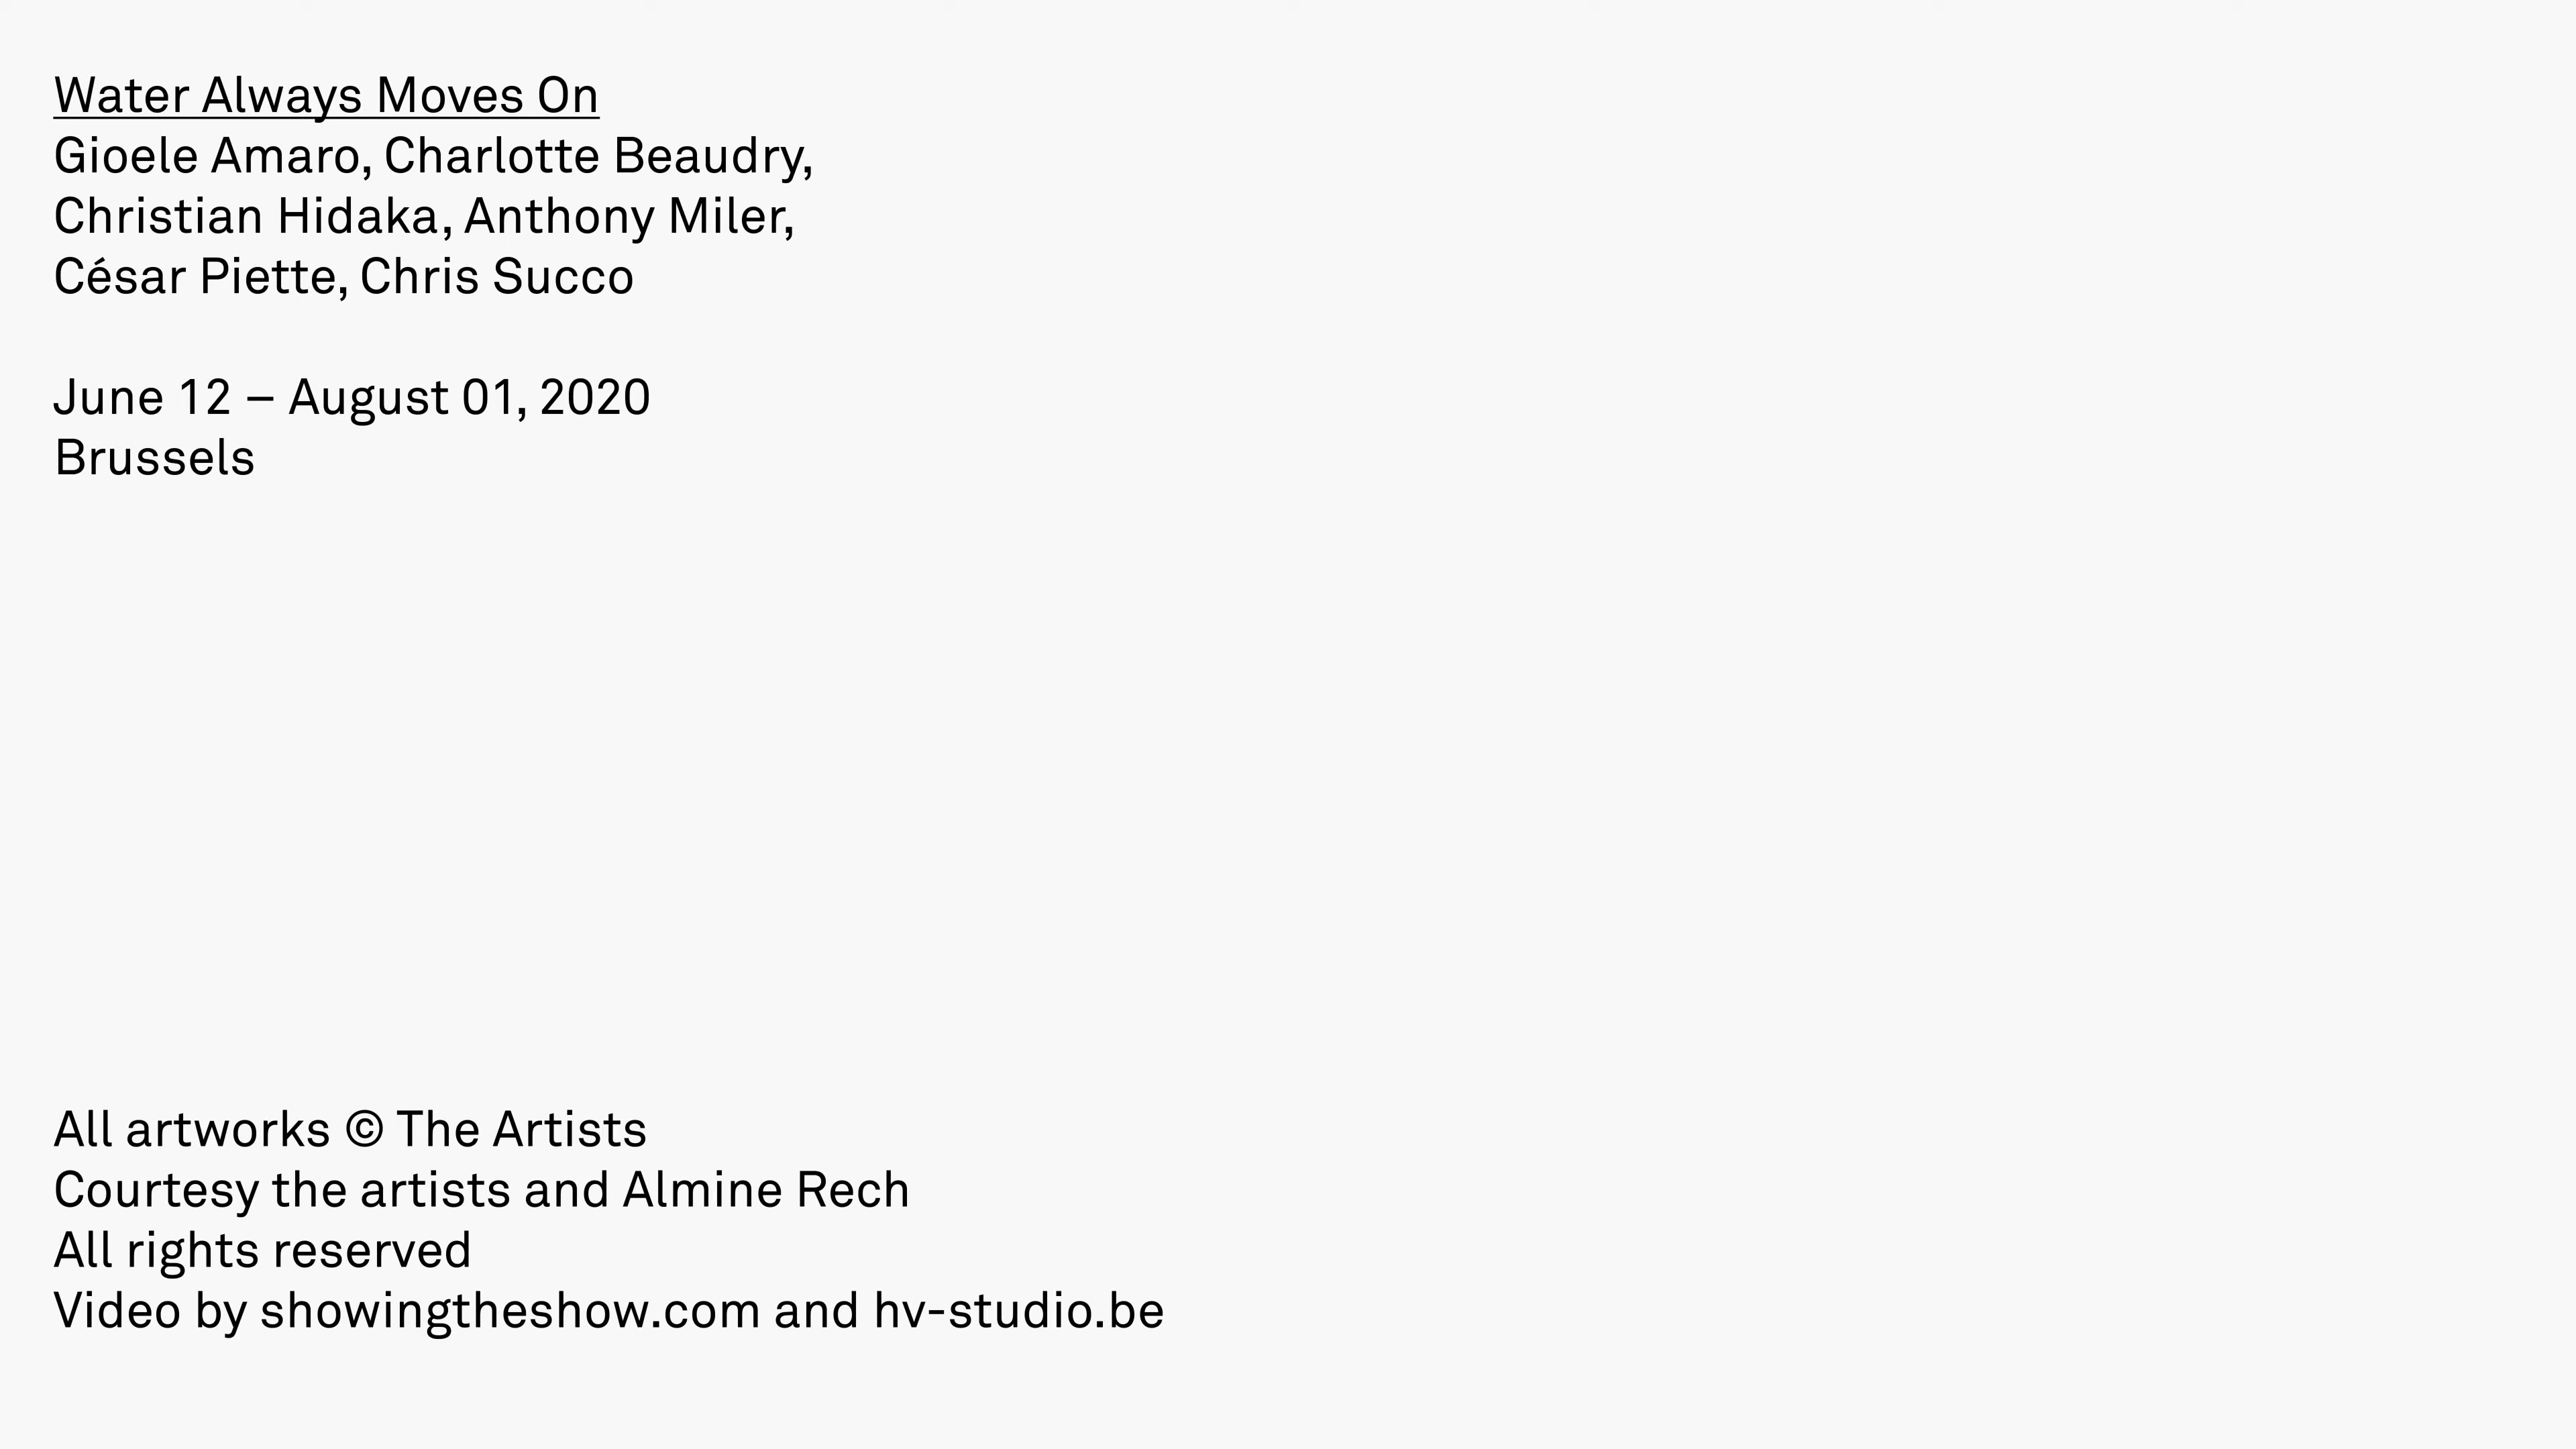 Water Always Moves On
Gioele Amaro, Charlotte Beaudry,
Christian Hidaka, Anthony Miler,
César Piette, Chris Succo
June 12 – August 01, 2020
Brussels
All artworks © The Artists
Courtesy the artists and Almine Rech
All rights reserved
Video by showingtheshow.com and hv-studio.be